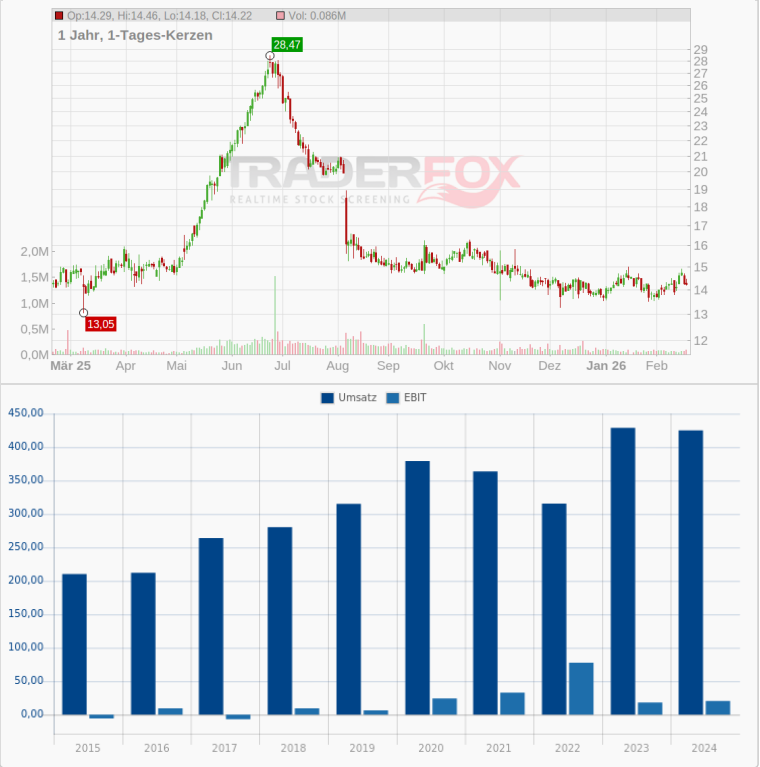 Op:14.29, Hi:14.46, Lo:14.18, Cl:14.22 Vol: 0.086M
1 Jahr, 1-Tages-Kerzen
28,47
29
28
27
26
25
24
23
22
21
20
19
18
17
16
15
14
13
12
TRADERFOX
REALTIME STOCK SCREENING
2,0M
1,5M
1,0M
0,5M
0,0M
13,05
Mär 25 Apr Mai Jun Jul Aug Sep Okt Nov Dez Jan 26 Feb
Umsatz EBIT
450,00
400,00
350,00
300,00
250,00
200,00
150,00
100,00
50,00
0,00
2015 2016 2017 2018 2019 2020 2021 2022 2023 2024